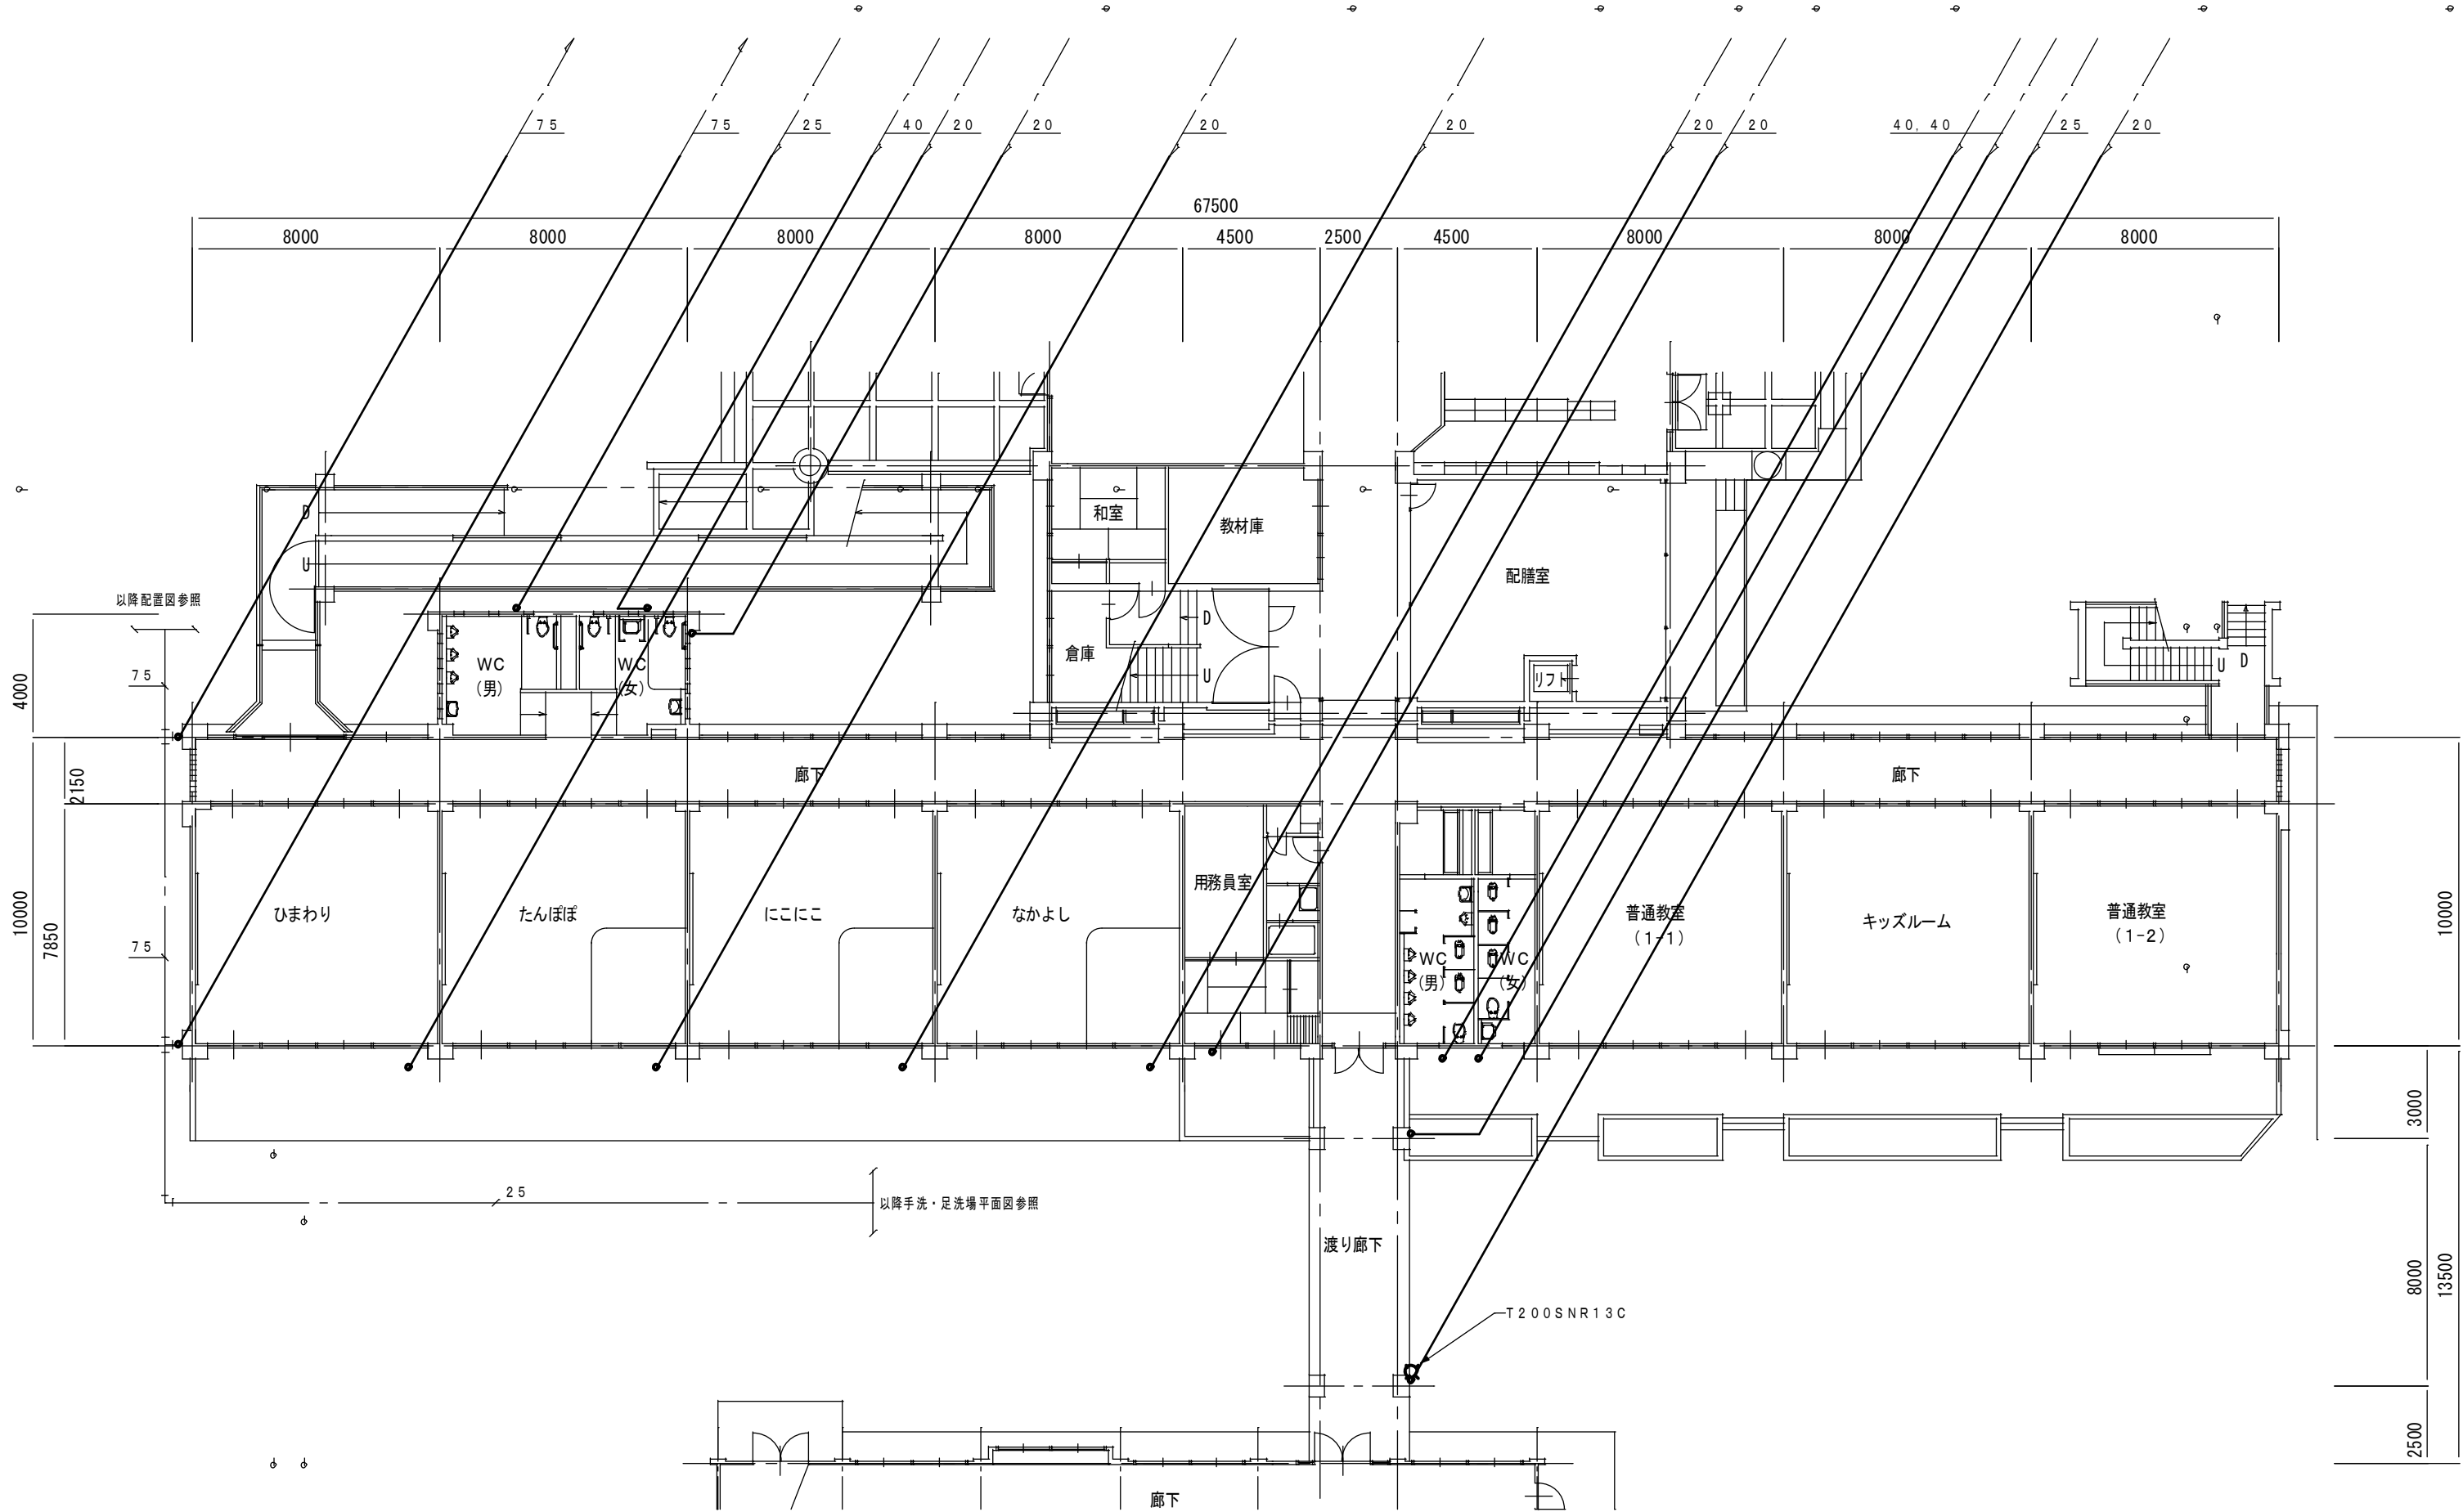 75 75 25 40 20 20 20 20 20 20 40,40 25 20
67500
8000 8000 8000 8000 4500 2500 4500 8000 8000 8000
D
和室
教材庫
U
配膳室
以降配置図参照
D
倉庫
WC
(男)
WC
(女)
U
リフト
U D
75
4000
廊下
廊下
2150
用務員室
ひまわり
たんぽぽ
にこにこ
なかよし
普通教室
(1-1)
キッズルーム
普通教室
(1-2)
10000
7850
10000
75
WC
(男)
WC
(女)
3000
25
以降手洗・足洗場平面図参照
渡り廊下
8000
13500
T200SNR13C
2500
廊下